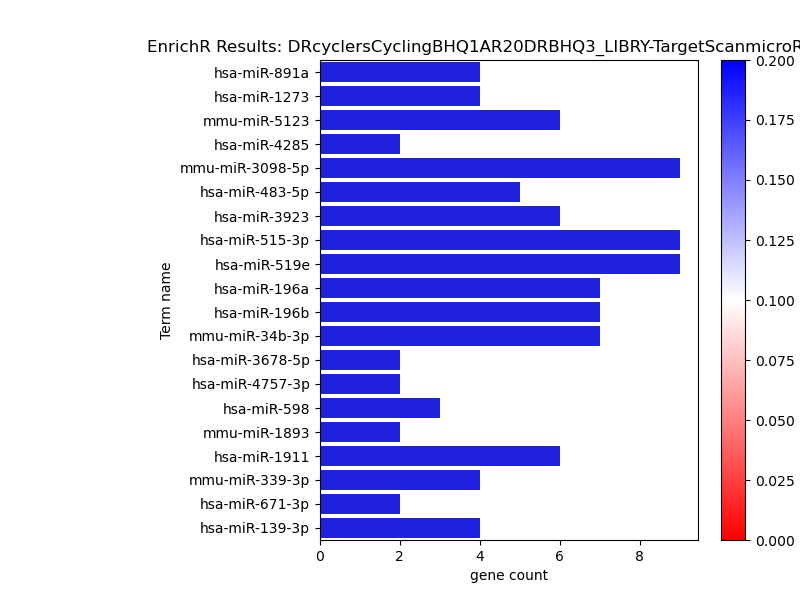 EnrichR Results: DRcyclersCyclingBHQ1AR20DRBHQ3_LIBRY-TargetScanmicroR
hsa-miR-891a
hsa-miR-1273
mmu-miR-5123
hsa-miR-4285
mmu-miR-3098-5p
hsa-miR-483-5p
hsa-miR-3923
hsa-miR-515-3p
hsa-miR-519e
hsa-miR-196a
hsa-miR-196b
mmu-miR-34b-3p
hsa-miR-3678-5p
hsa-miR-4757-3p
hsa-miR-598
mmu-miR-1893
hsa-miR-1911
mmu-miR-339-3p
hsa-miR-671-3p
hsa-miR-139-3p
Term name
0 2 4 6 8
gene count
0.200
0.175
0.150
0.125
0.100
0.075
0.050
0.025
0.000